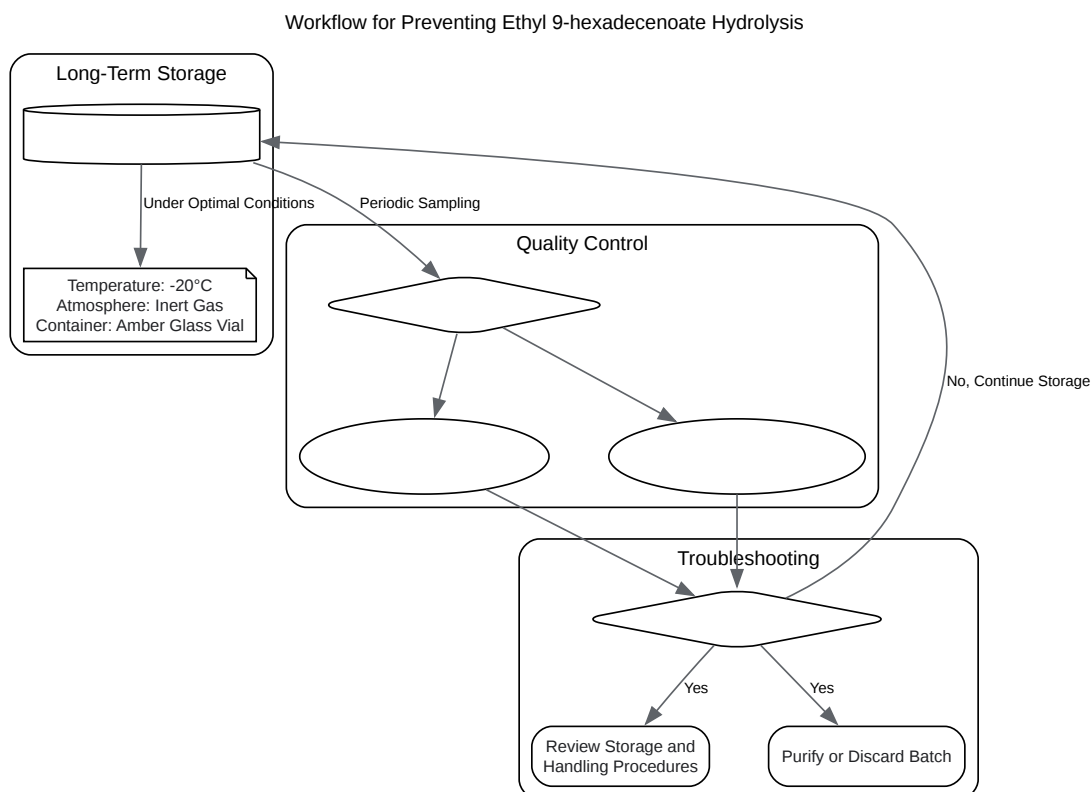 Workflow for Preventing Ethyl 9-hexadecenoate Hydrolysis
Long-Term Storage
Under Optimal Conditions
Periodic Sampling
Quality Control
Temperature: -20°C
Atmosphere: Inert Gas
Container: Amber Glass Vial
No, Continue Storage
Troubleshooting
Yes
Yes
Review Storage and
Handling Procedures
Purify or Discard Batch